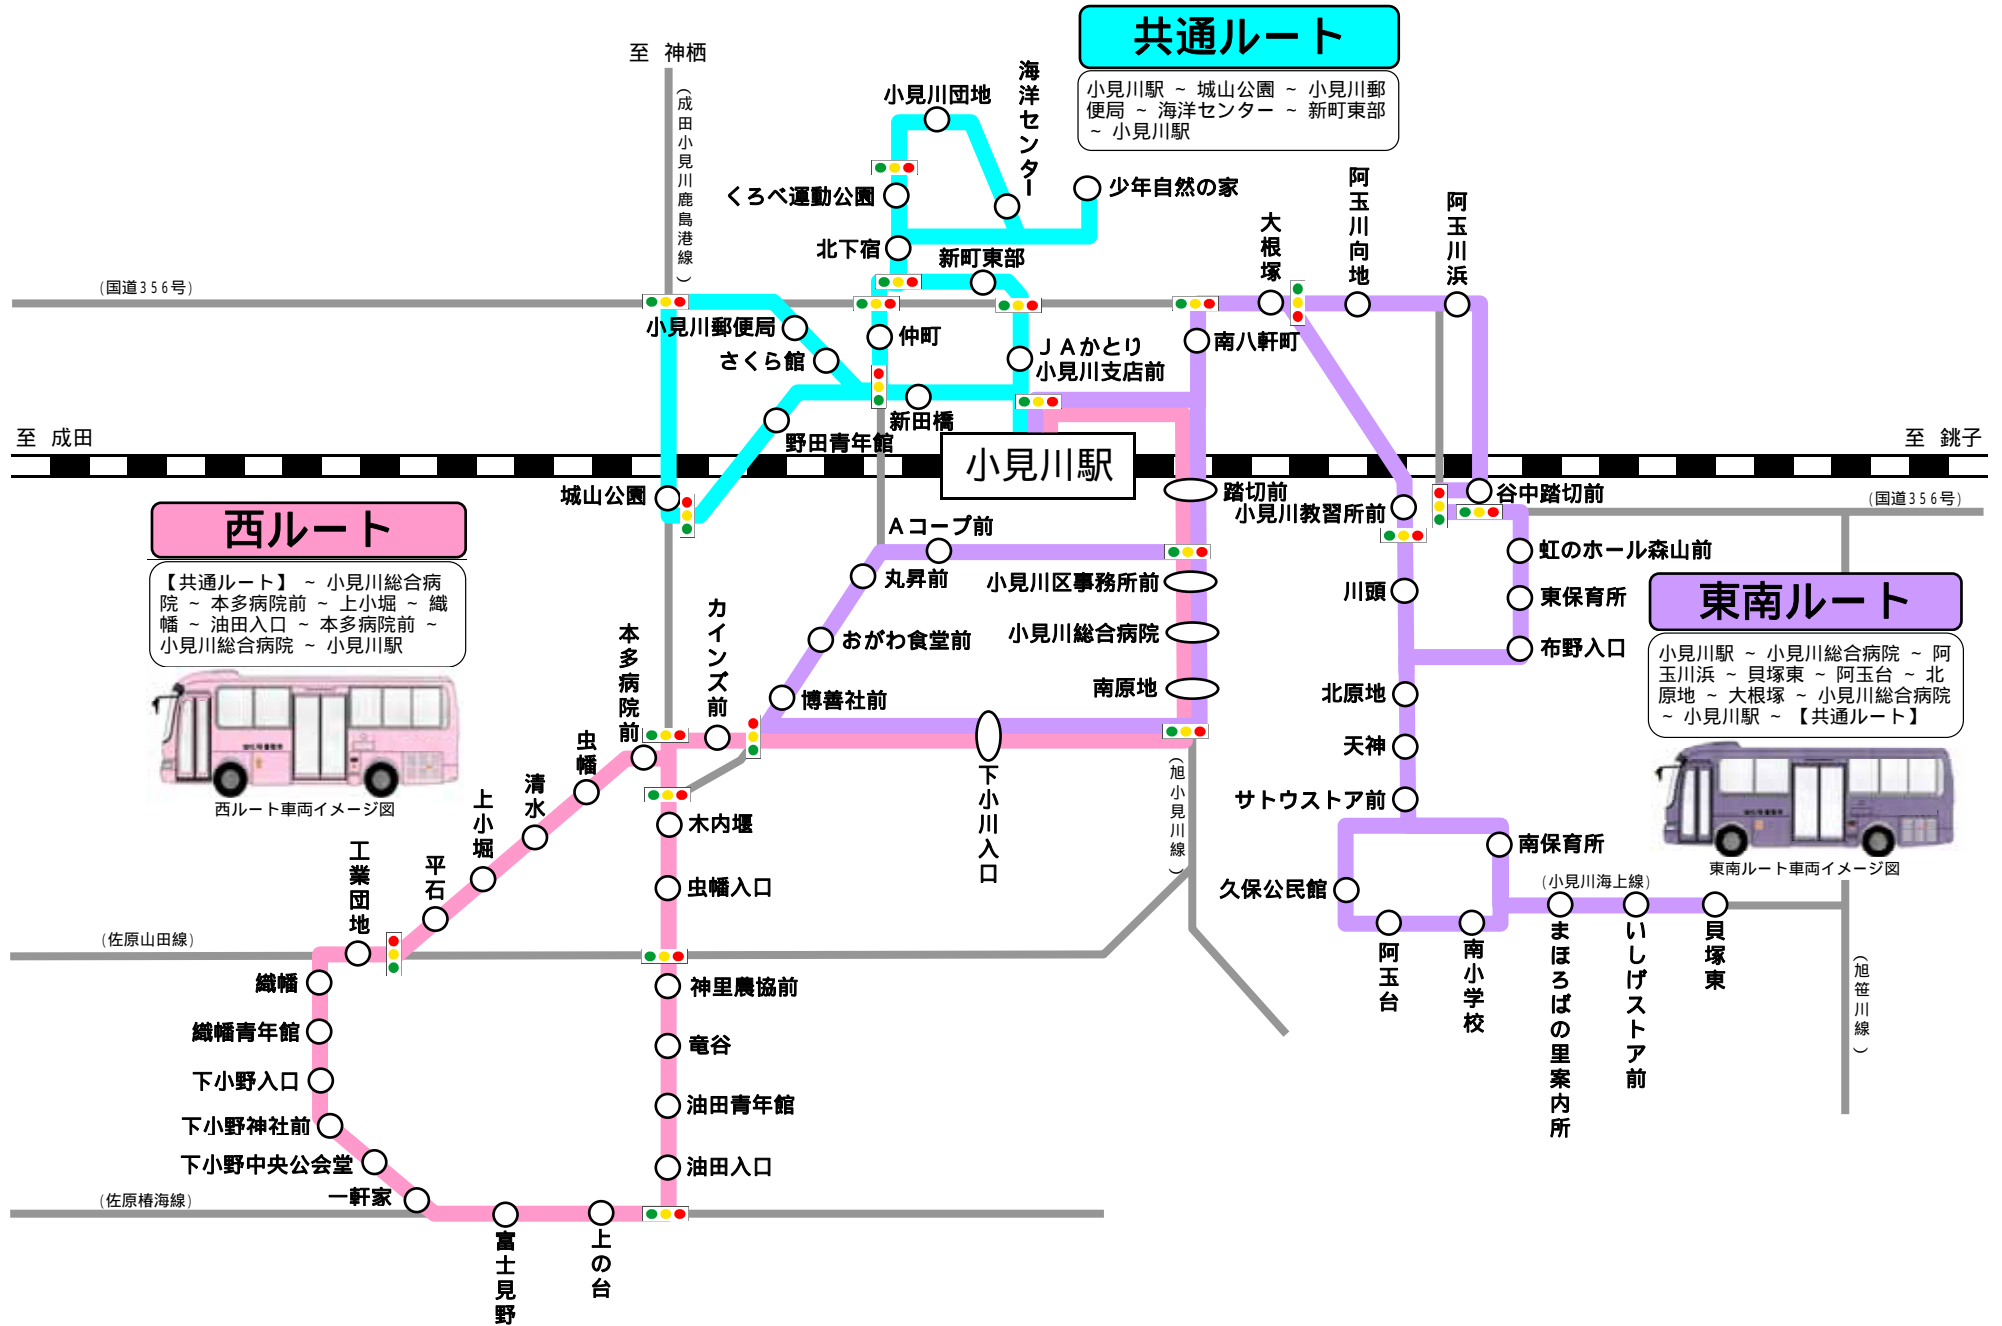 共通ルート
小見川駅 ～ 城山公園 ～ 小見川郵
便局 ～ 海洋センター ～ 新町東部
～ 小見川駅
至 神栖
（成田小見川鹿島港線）
小見川団地
海洋センター
くろべ運動公園
少年自然の家
北下宿
新町東部
大根塚
阿玉川向地
阿玉川浜
（国道356号）
小見川郵便局
さくら館
仲町
ＪＡかとり
小見川支店前
南八軒町
新田橋
野田青年館
至 成田
至 銚子
小見川駅
城山公園
踏切前
小見川教習所前
谷中踏切前
（国道356号）
西ルート
【共通ルート】 ～ 小見川総合病
院 ～ 本多病院前 ～ 上小堀 ～ 織
幡 ～ 油田入口 ～ 本多病院前 ～
小見川総合病院 ～ 小見川駅
西ルート車両イメージ図
Ａコープ前
丸昇前
小見川区事務所前
川頭
虹のホール森山前
東保育所
布野入口
東南ルート
小見川駅 ～ 小見川総合病院 ～ 阿
玉川浜 ～ 貝塚東 ～ 阿玉台 ～ 北
原地 ～ 大根塚 ～ 小見川総合病院
～ 小見川駅 ～ 【共通ルート】
東南ルート車両イメージ図
カインズ前
本多病院前
おがわ食堂前
小見川総合病院
博善社前
南原地
北原地
天神
サトウストア前
虫幡
清水
上小堀
平石
工業団地
下小川入口
（旭小見川線）
木内堰
虫幡入口
南保育所
久保公民館
（小見川海上線）
阿玉台
南小学校
まほろばの里案内所
いしげストア前
貝塚東
（旭笹川線）
（佐原山田線）
織幡
神里農協前
織幡青年館
竜谷
下小野入口
油田青年館
下小野神社前
下小野中央公会堂
油田入口
一軒家
（佐原椿海線）
富士見野
上の台